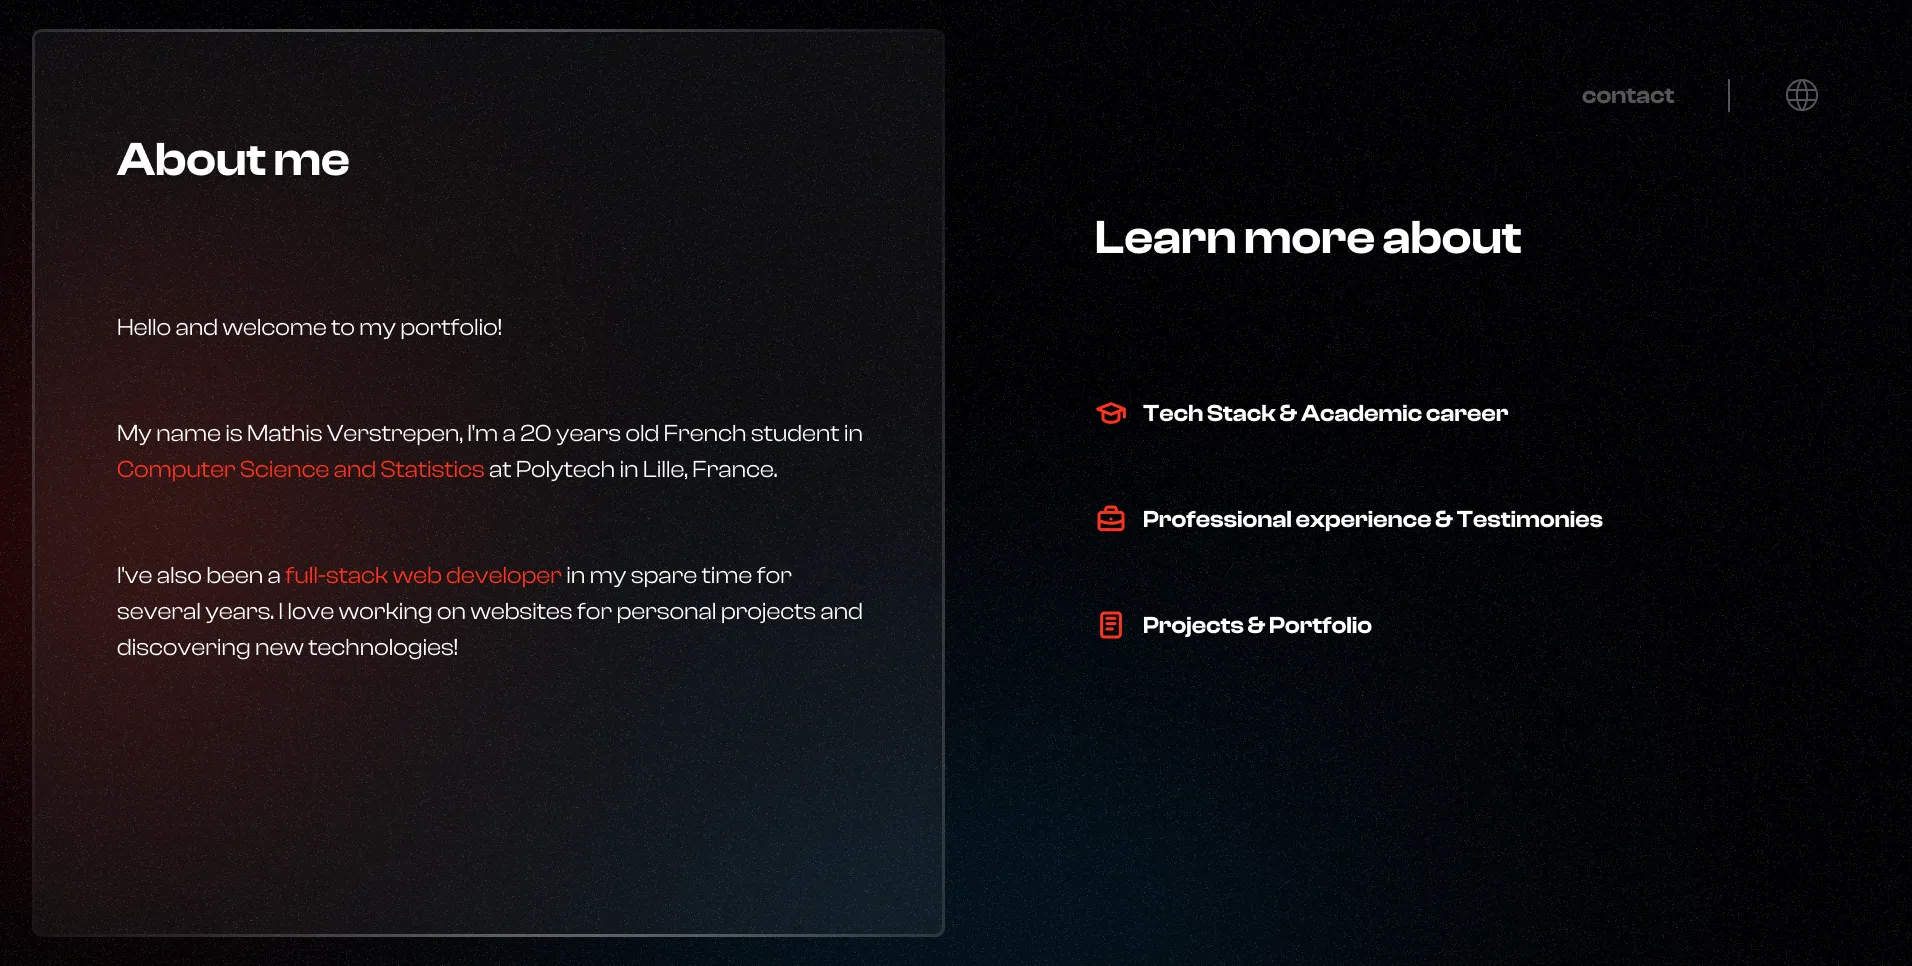 About me
Hello and welcome to my portfolio!
My name is Mathis Verstrepen, I'm a 20 years old French student in
Computer Science and Statistics at Polytech in Lille, France.
I've also been a full-stack web developer in my spare time for
several years. I love working on websites for personal projects and
discovering new technologies!
contact
Learn more about
Tech Stack & Academic career
Professional experience & Testimonies
Projects & Portfolio